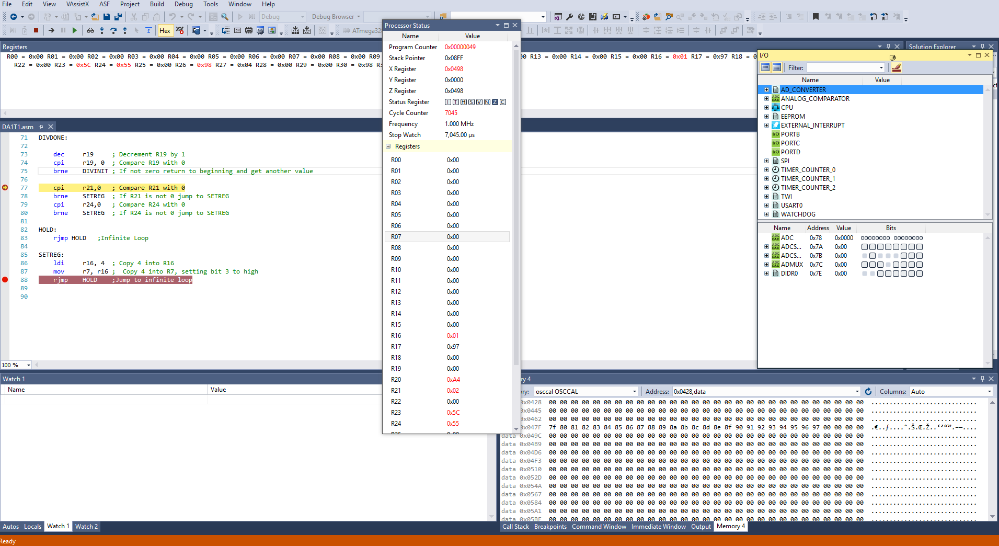 File Edit View VAssistX ASF Project Build Debug Tools Window Help
Debug Debug Browser
Hex ATmega32
Registers
R00 = 0x00 R01 = 0x00 R02 = 0x00 R03 = 0x00 R04 = 0x00 R05 = 0x00 R06 = 0x00 R07 = 0x00 R08 = 0x00 R09
R13 = 0x00 R14 = 0x00 R15 = 0x00 R16 = 0x01 R17 = 0x97 R18 = 0
R22 = 0x00 R23 = 0x5C R24 = 0x55 R25 = 0x00 R26 = 0x98 R27 = 0x04 R28 = 0x00 R29 = 0x00 R30 = 0x98 R3
DA1T1.asm
71 DIVDONE:
72
73 dec r19 ; Decrement R19 by 1
74 cpi r19, 0 ; Compare R19 with 0
75 brne DIVINIT ; If not zero return to beginning and get another value
76
77 cpi r21,0 ; Compare R21 with 0
78 brne SETREG ; If R21 is not 0 jump to SETREG
79 cpi r24,0 ; Compare R24 with 0
80 brne SETREG ; If R24 is not 0 jump to SETREG
81
82 HOLD:
83 rjmp HOLD ;Infinite Loop
84
85 SETREG:
86 ldi r16, 4 ; Copy 4 into R16
87 mov r7, r16 ; Copy 4 into R7, setting bit 3 to high
88 rjmp HOLD ;Jump to infinite loop
89
90
100 %
Processor Status
Name Value
Program Counter 0x00000049
Stack Pointer 0x08FF
X Register 0x0498
Y Register 0x0000
Z Register 0x0498
Status Register I T H S V N Z C
Cycle Counter 7045
Frequency 1.000 MHz
Stop Watch 7,045.00 µs
Registers
R00 0x00
R01 0x00
R02 0x00
R03 0x00
R04 0x00
R05 0x00
R06 0x00
R07 0x00
R08 0x00
R09 0x00
R10 0x00
R11 0x00
R12 0x00
R13 0x00
R14 0x00
R15 0x00
R16 0x01
R17 0x97
R18 0x00
R19 0x00
R20 0xA4
R21 0x02
R22 0x00
R23 0x5C
R24 0x55
Solution Explorer
I/O
Filter:
Name Value
AD_CONVERTER
ANALOG_COMPARATOR
CPU
EEPROM
EXTERNAL_INTERRUPT
PORTB
PORTC
PORTD
SPI
TIMER_COUNTER_0
TIMER_COUNTER_1
TIMER_COUNTER_2
TWI
USART0
WATCHDOG
Name Address Value Bits
ADC 0x78 0x0000
ADCS... 0x7A 0x00
ADCS... 0x7B 0x00
ADMUX 0x7C 0x00
DIDR0 0x7E 0x00
Watch 1
Name Value
Autos Locals Watch 1 Watch 2
ry 4
ory: osccal OSCCAL Address: 0x0428,data Columns: Auto
0x0428 00 00 00 00 00 00 00 00 00 00 00 00 00 00 00 00 00 00 00 00 00 00 00 00 00 00 00 00 00 .............................
0x0445 00 00 00 00 00 00 00 00 00 00 00 00 00 00 00 00 00 00 00 00 00 00 00 00 00 00 00 00 00 .............................
0x0462 00 00 00 00 00 00 00 00 00 00 00 00 00 00 00 00 00 00 00 00 00 00 00 00 00 00 00 00 00 .............................
0x047F 7f 80 81 82 83 84 85 86 87 88 89 8a 8b 8c 8d 8e 8f 90 91 92 93 94 95 96 97 00 00 00 00 .€..ƒ....ˆ.Š.Œ.Ž..‘’“”.–—....
data 0x049C 00 00 00 00 00 00 00 00 00 00 00 00 00 00 00 00 00 00 00 00 00 00 00 00 00 00 00 00 00 .............................
data 0x04B9 00 00 00 00 00 00 00 00 00 00 00 00 00 00 00 00 00 00 00 00 00 00 00 00 00 00 00 00 00 .............................
data 0x04D6 00 00 00 00 00 00 00 00 00 00 00 00 00 00 00 00 00 00 00 00 00 00 00 00 00 00 00 00 00 .............................
data 0x04F3 00 00 00 00 00 00 00 00 00 00 00 00 00 00 00 00 00 00 00 00 00 00 00 00 00 00 00 00 00 .............................
data 0x0510 00 00 00 00 00 00 00 00 00 00 00 00 00 00 00 00 00 00 00 00 00 00 00 00 00 00 00 00 00 .............................
data 0x052D 00 00 00 00 00 00 00 00 00 00 00 00 00 00 00 00 00 00 00 00 00 00 00 00 00 00 00 00 00 .............................
data 0x054A 00 00 00 00 00 00 00 00 00 00 00 00 00 00 00 00 00 00 00 00 00 00 00 00 00 00 00 00 00 .............................
data 0x0567 00 00 00 00 00 00 00 00 00 00 00 00 00 00 00 00 00 00 00 00 00 00 00 00 00 00 00 00 00 .............................
data 0x0584 00 00 00 00 00 00 00 00 00 00 00 00 00 00 00 00 00 00 00 00 00 00 00 00 00 00 00 00 00 .............................
data 0x05A1 00 00 00 00 00 00 00 00 00 00 00 00 00 00 00 00 00 00 00 00 00 00 00 00 00 00 00 00 00 .............................
data 0x05BE 00 00 00 00 00 00 00 00 00 00 00 00 00 00 00 00 00 00 00 00 00 00 00 00 00 00 00 00 00 .............................
Call Stack Breakpoints Command Window Immediate Window Output Memory 4
Ready